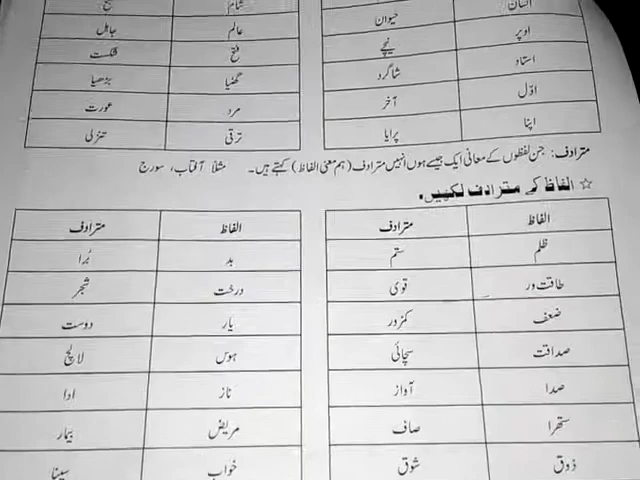 انسان حیوان شام صبح
اوپر نیچے عالم جاہل
استاد شاگرد فتح شکست
اوّل آخر گھٹیا بڑھیا
اپنا پرایا مرد عورت
ترقی تنزلی
مترادف: جن لفظوں کے معانی ایک جیسے ہوں انہیں مترادف (ہم معنی الفاظ) کہتے ہیں۔ مثلاً آفتاب، سورج
☆ الفاظ کے مترادف لکھیں۔
الفاظ مترادف الفاظ مترادف
ظلم ستم بد بُرا
طاقت ور قوی درخت شجر
ضعف کمزور یار دوست
صداقت سچائی ہوس لالچ
صدا آواز ناز ادا
ستھرا صاف مریض بیمار
ذوق شوق خواب سپنا